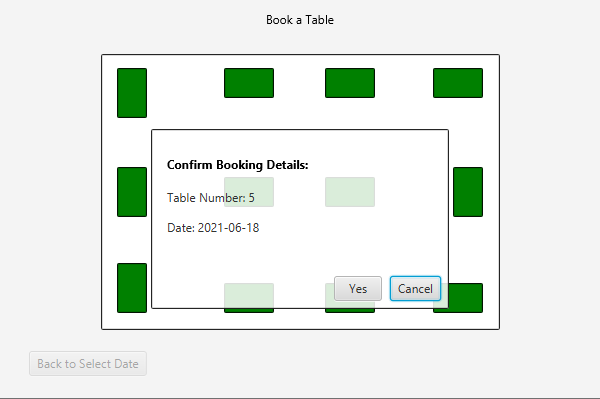 Book a Table
Confirm Booking Details:
Table Number: 5
Date: 2021-06-18
Yes
Cancel
Back to Select Date